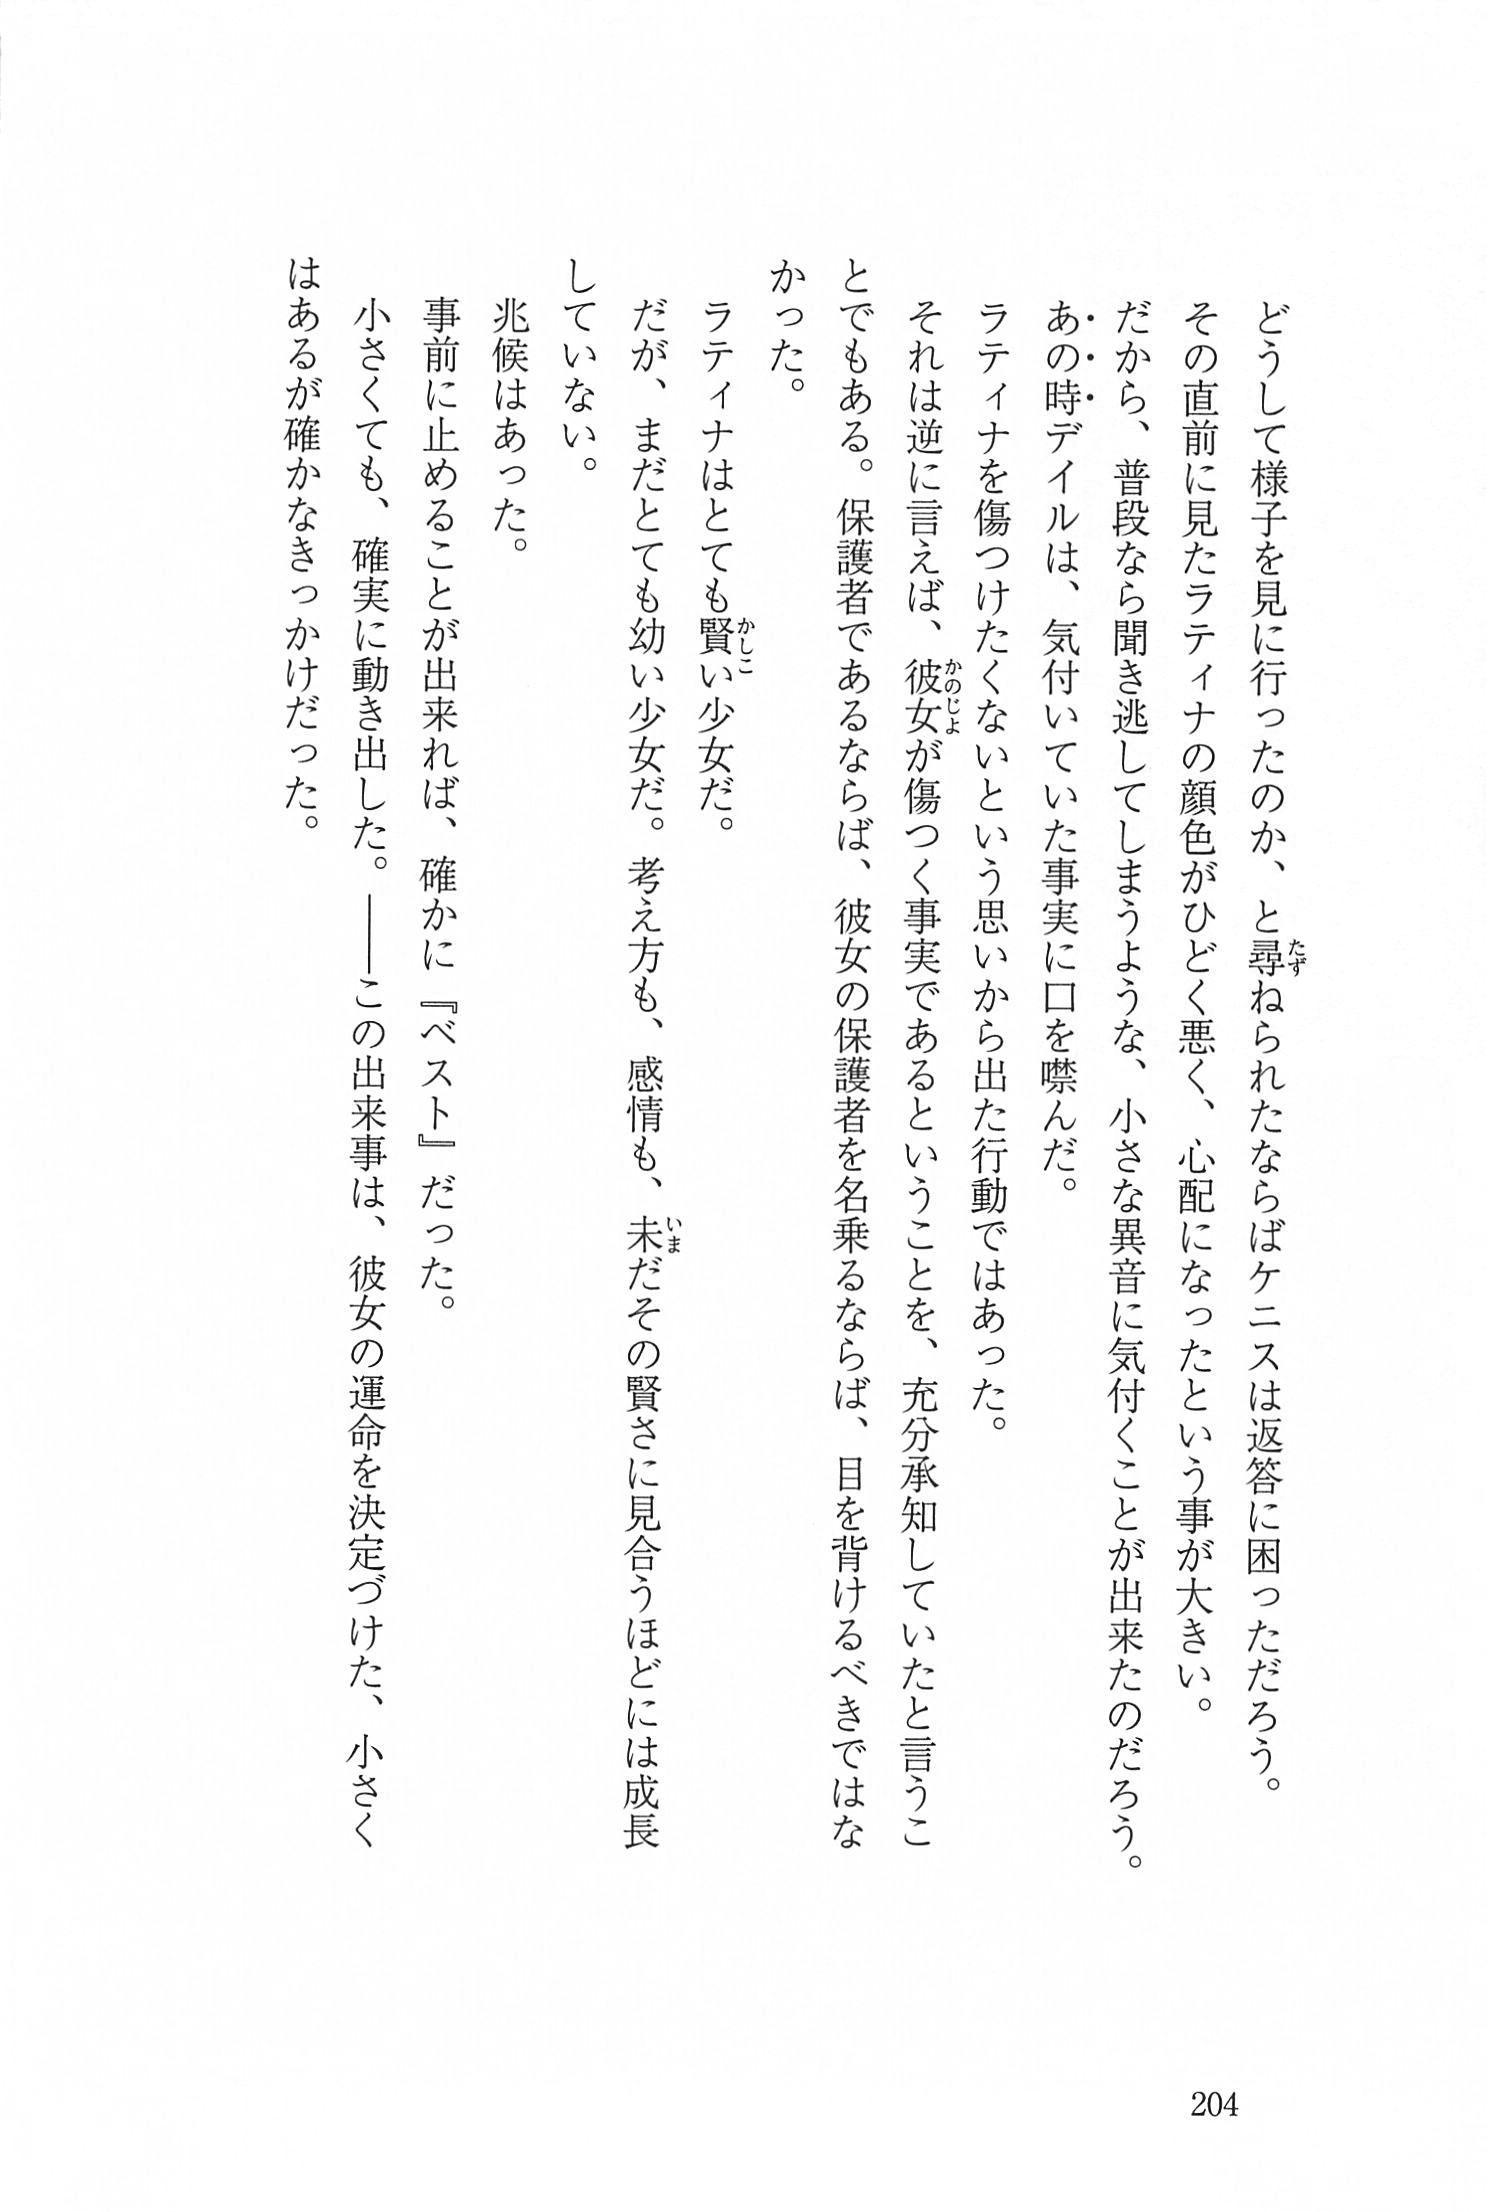 どうして様子を見に行ったのか、と尋ねられたならばケニスは返答に困っただろう。
その直前に見たラティナの顔色がひどく悪く、心配になったという事が大きい。
だから、普段なら聞き逃してしまうような、小さな異音に気付くことが出来たのだろう。
あの時デイルは、気付いていた事実に口を噤んだ。
ラティナを傷つけたくないという思いから出た行動ではあった。
それは逆に言えば、彼女が傷つく事実であるということを、充分承知していたと言うこ
とでもある。保護者であるならば、彼女の保護者を名乗るならば、目を背けるべきではな
かった。
ラティナはとても賢い少女だ。
だが、まだとても幼い少女だ。考え方も、感情も、未だその賢さに見合うほどには成長
していない。
兆候はあった。
事前に止めることが出来れば、確かに『ベスト』だった。
小さくても、確実に動き出した。――この出来事は、彼女の運命を決定づけた、小さく
はあるが確かなきっかけだった。
204